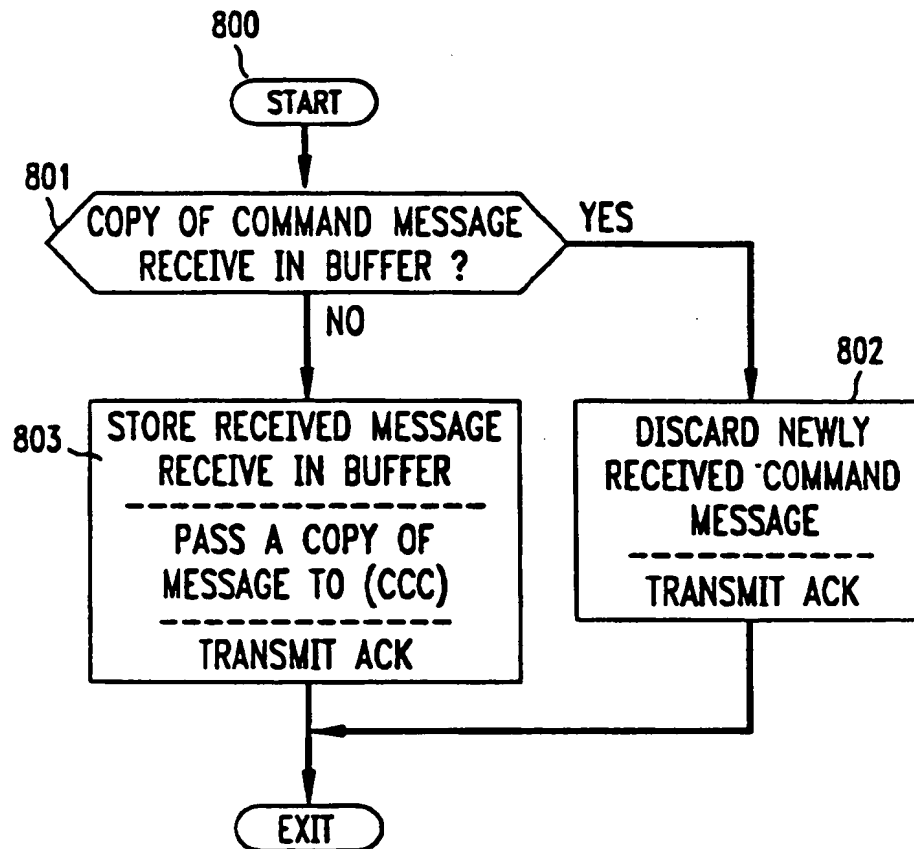 800
START
801
COPY OF COMMAND MESSAGE
RECEIVE IN BUFFER ?
YES
NO
802
803
STORE RECEIVED MESSAGE
RECEIVE IN BUFFER
PASS A COPY OF
MESSAGE TO (CCC)
TRANSMIT ACK
DISCARD NEWLY
RECEIVED COMMAND
MESSAGE
TRANSMIT ACK
EXIT